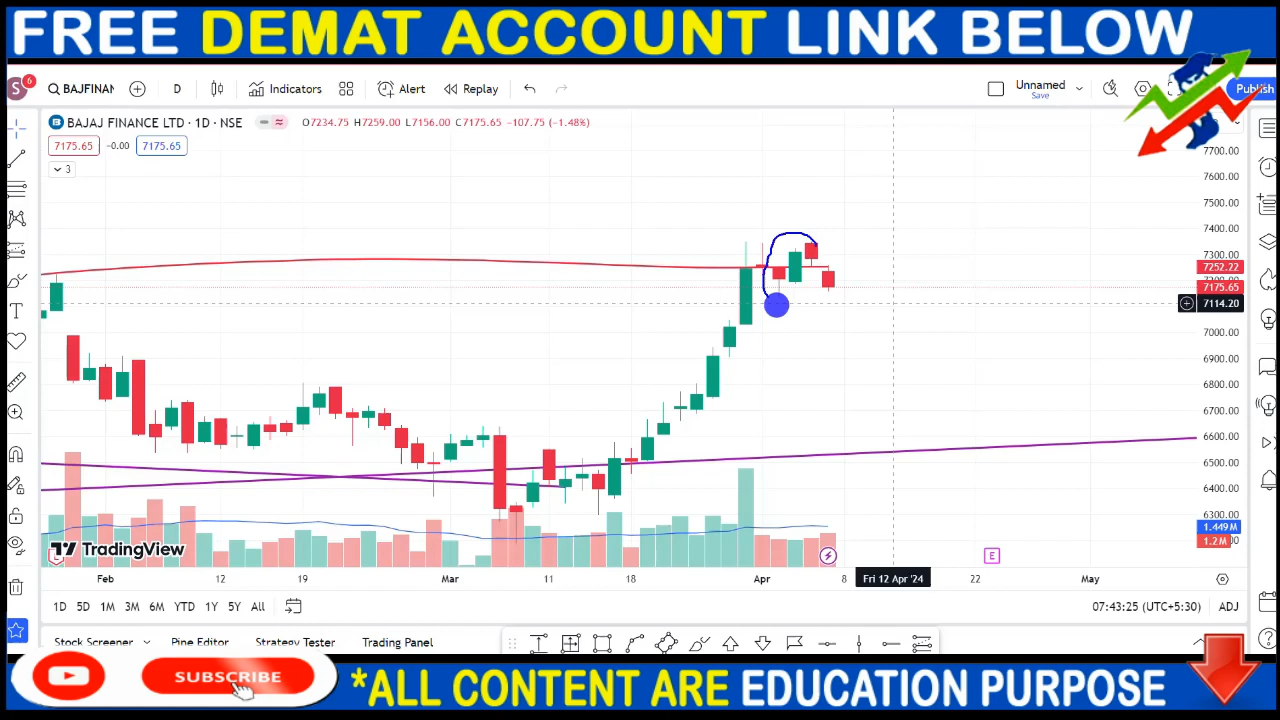 FREE DEMAT ACCOUNT LINK BELOW
S 6 BAJFINAN D Indicators Alert Replay Unnamed Save Publish
BAJAJ FINANCE LTD · 1D · NSE O7234.75 H7259.00 L7156.00 C7175.65 −107.75 (−1.48%)
7175.65 -0.00 7175.65
3
7700.00
7600.00
7500.00
7400.00
7300.00
7252.22
7175.65
7114.20
7000.00
6900.00
6800.00
6700.00
6600.00
6500.00
6400.00
6300.00
1.449M
1.2M
TradingView
E
Feb 12 19 Mar 11 18 Apr 8 Fri 12 Apr '24 22 May
1D 5D 1M 3M 6M YTD 1Y 5Y All 07:43:25 (UTC+5:30) ADJ
Stock Screener Pine Editor Strategy Tester Trading Panel
SUBSCRIBE
*ALL CONTENT ARE EDUCATION PURPOSE